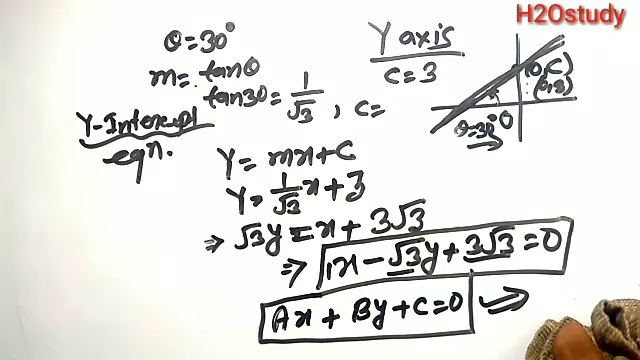 H2Ostudy
θ = 30°
m = tanθ
tan30 = 1/√3 , c =
Y axis
c = 3
(0, c)
(0, 3)
θ = 30° O
Y-Intercept
eqn.
Y = mx + c
Y = 1/√3 x + 3
⇒ √3y = x + 3√3
⇒ 1x - √3y + 3√3 = 0
Ax + By + C = 0 ⇒